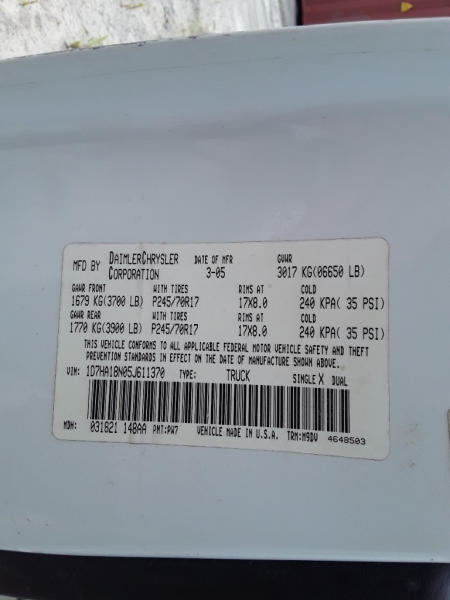 MFD BY DAIMLERCHRYSLER CORPORATION DATE OF MFR 3-05 GVWR 3017 KG(06650 LB)
GAWR FRONT WITH TIRES RIMS AT COLD
1679 KG(3700 LB) P245/70R17 17X8.0 240 KPA( 35 PSI)
GAWR REAR WITH TIRES RIMS AT COLD
1770 KG(3900 LB) P245/70R17 17X8.0 240 KPA( 35 PSI)
THIS VEHICLE CONFORMS TO ALL APPLICABLE FEDERAL MOTOR VEHICLE SAFETY AND THEFT
PREVENTION STANDARDS IN EFFECT ON THE DATE OF MANUFACTURE SHOWN ABOVE.
VIN: 1D7HA18N05J611370 TYPE: TRUCK SINGLE X DUAL
MDH: 031821 148AA PNT:PW7 VEHICLE MADE IN U.S.A. TRM:M9DV 4648503